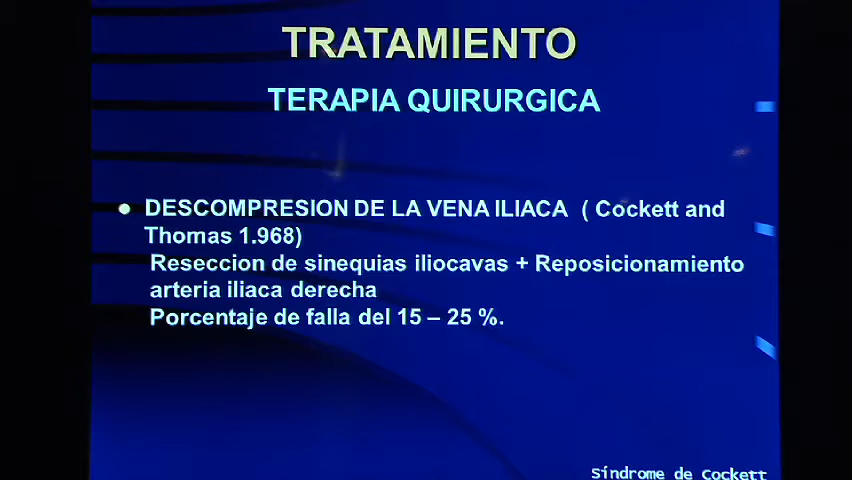 TRATAMIENTO
TERAPIA QUIRURGICA
● DESCOMPRESION DE LA VENA ILIACA ( Cockett and
Thomas 1.968)
Reseccion de sinequias iliocavas + Reposicionamiento
arteria iliaca derecha
Porcentaje de falla del 15 – 25 %.
Síndrome de Cockett